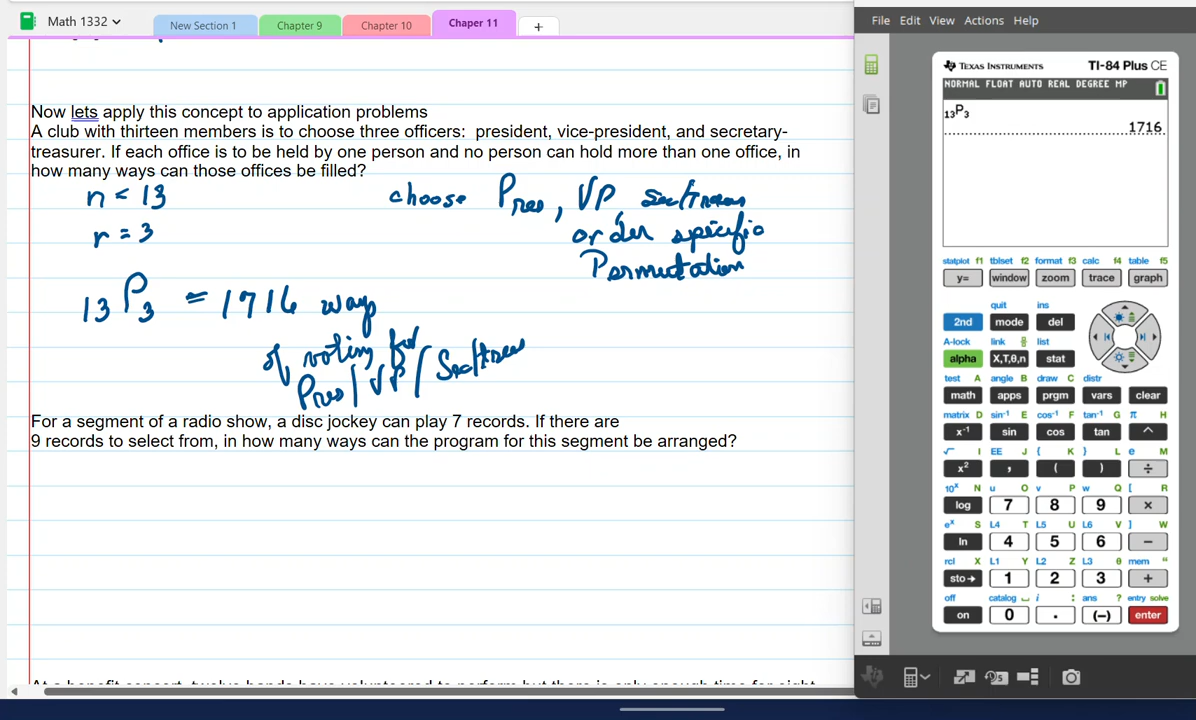 Math 1332
New Section 1
Chapter 9
Chapter 10
Chaper 11
+
File Edit View Actions Help
Now lets apply this concept to application problems
A club with thirteen members is to choose three officers: president, vice-president, and secretary-
treasurer. If each office is to be held by one person and no person can hold more than one office, in
how many ways can those offices be filled?
n < 13
r = 3
choose Pres, VP Sec/Treas
order specific
Permutation
13P3 = 1716 ways
of voting for
Pres/VP/Sec/Treas
For a segment of a radio show, a disc jockey can play 7 records. If there are
9 records to select from, in how many ways can the program for this segment be arranged?
TEXAS INSTRUMENTS TI-84 Plus CE
NORMAL FLOAT AUTO REAL DEGREE MP
13P3
1716
statplot f1 tblset f2 format f3 calc f4 table f5
y= window zoom trace graph
quit ins
2nd mode del
A-lock link list
alpha X,T,θ,n stat
test A angle B draw C distr
math apps prgm vars clear
matrix D sin-1 E cos-1 F tan-1 G π H
x-1 sin cos tan ^
√ I EE J { K } L e M
x2 , ( ) ÷
10x N u O v P w Q [ R
log 7 8 9 ×
ex S L4 T L5 U L6 V ] W
ln 4 5 6 −
rcl X L1 Y L2 Z L3 θ mem "
sto→ 1 2 3 +
off catalog i : ans ? entry solve
on 0 . (−) enter